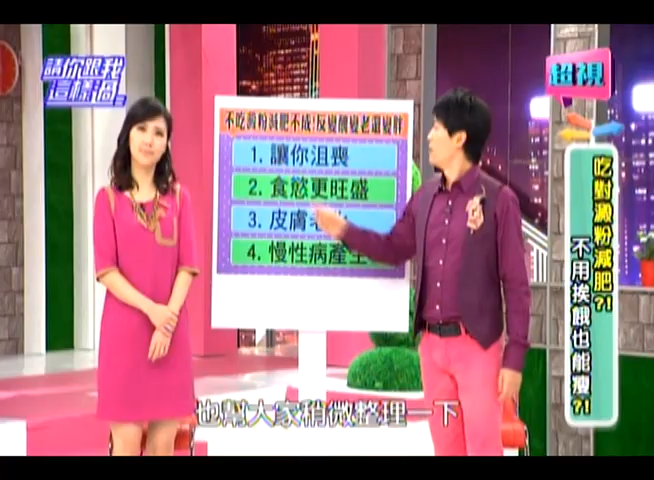 請你跟我
這樣過
超視
不吃澱粉減肥不成!反變醜變老還變胖
1. 讓你沮喪
2. 食慾更旺盛
3. 皮膚老
4. 慢性病產生
吃對澱粉減肥?!
不用挨餓也能瘦?!
也幫大家稍微整理一下